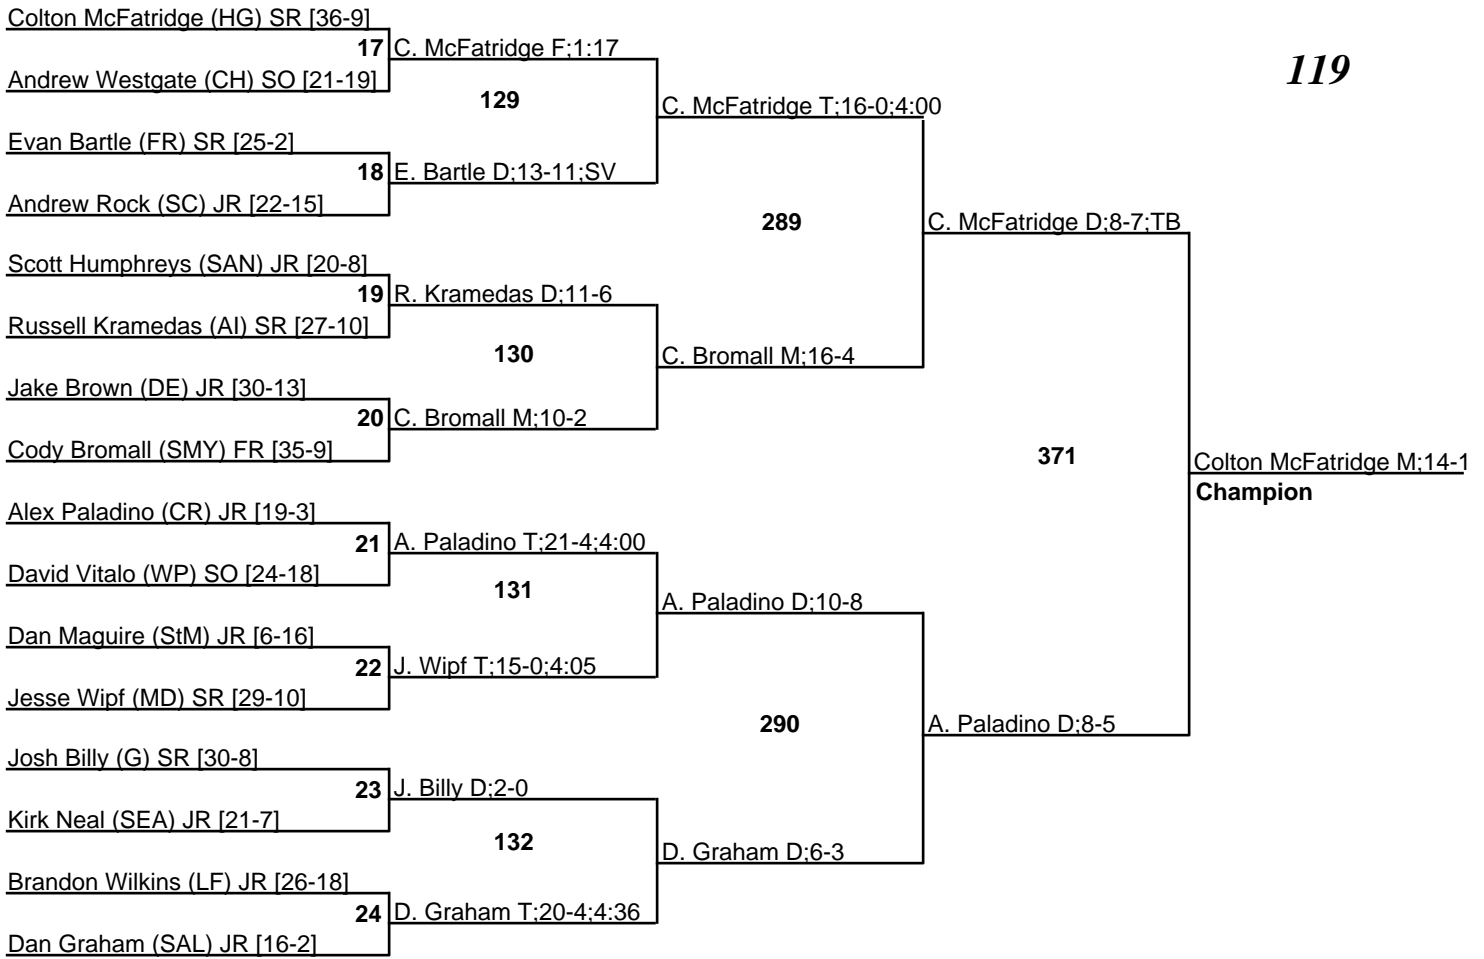 Colton McFatridge (HG) SR [36-9]
17 C. McFatridge F;1:17
119
Andrew Westgate (CH) SO [21-19]
129
C. McFatridge T;16-0;4:00
Evan Bartle (FR) SR [25-2]
18 E. Bartle D;13-11;SV
Andrew Rock (SC) JR [22-15]
289
C. McFatridge D;8-7;TB
Scott Humphreys (SAN) JR [20-8]
19 R. Kramedas D;11-6
Russell Kramedas (AI) SR [27-10]
130
C. Bromall M;16-4
Jake Brown (DE) JR [30-13]
20 C. Bromall M;10-2
Cody Bromall (SMY) FR [35-9]
371
Colton McFatridge M;14-1
Champion
Alex Paladino (CR) JR [19-3]
21 A. Paladino T;21-4;4:00
David Vitalo (WP) SO [24-18]
131
A. Paladino D;10-8
Dan Maguire (StM) JR [6-16]
22 J. Wipf T;15-0;4:05
Jesse Wipf (MD) SR [29-10]
290
A. Paladino D;8-5
Josh Billy (G) SR [30-8]
23 J. Billy D;2-0
Kirk Neal (SEA) JR [21-7]
132
D. Graham D;6-3
Brandon Wilkins (LF) JR [26-18]
24 D. Graham T;20-4;4:36
Dan Graham (SAL) JR [16-2]